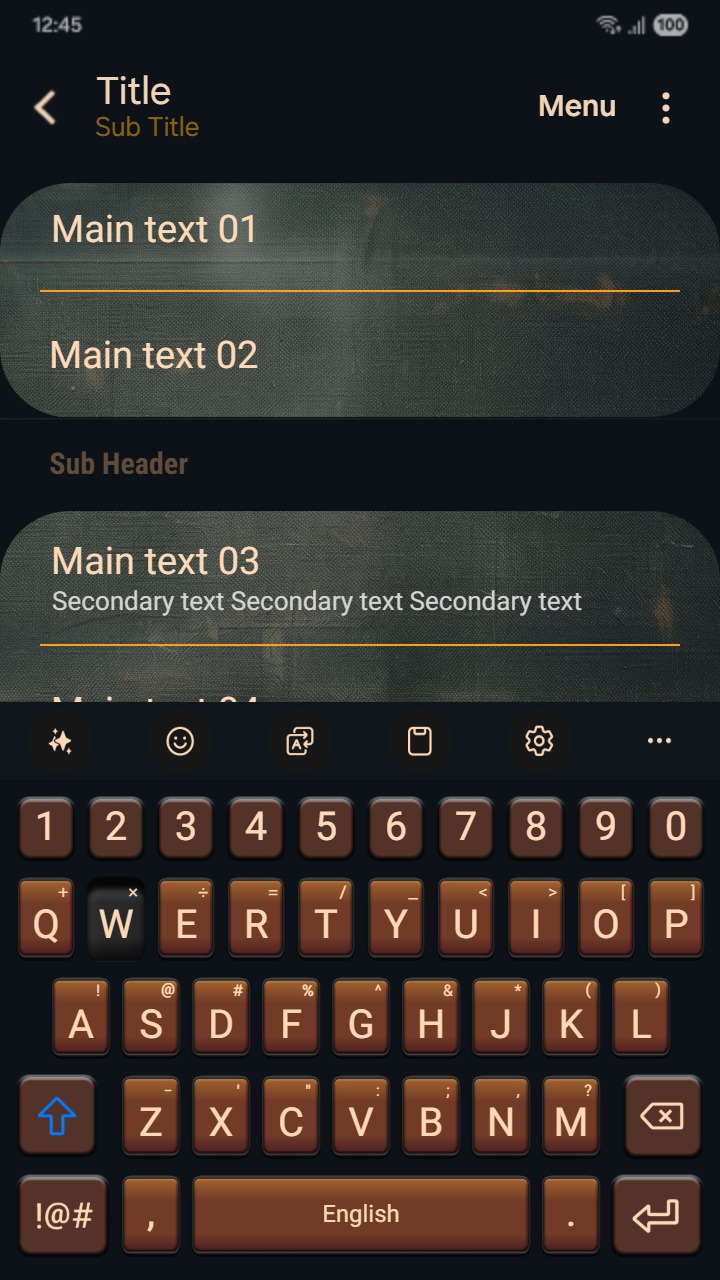 12:45 100
Title
Sub Title
Menu
Main text 01
Main text 02
Sub Header
Main text 03
Secondary text Secondary text Secondary text
1 2 3 4 5 6 7 8 9 0
+ × ÷ = / _ < > [ ]
Q W E R T Y U I O P
! @ # % ^ & * ( )
A S D F G H J K L
- ' " : ; , ?
Z X C V B N M
!@# , English .